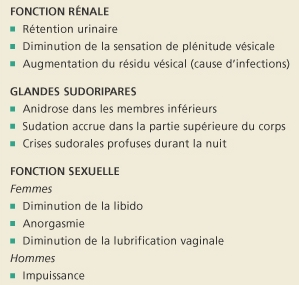 FONCTION RÉNALE
▪ Rétention urinaire
▪ Diminution de la sensation de plénitude vésicale
▪ Augmentation du résidu vésical (cause d’infections)
GLANDES SUDORIPARES
▪ Anidrose dans les membres inférieurs
▪ Sudation accrue dans la partie supérieure du corps
▪ Crises sudorales profuses durant la nuit
FONCTION SEXUELLE
Femmes
▪ Diminution de la libido
▪ Anorgasmie
▪ Diminution de la lubrification vaginale
Hommes
▪ Impuissance